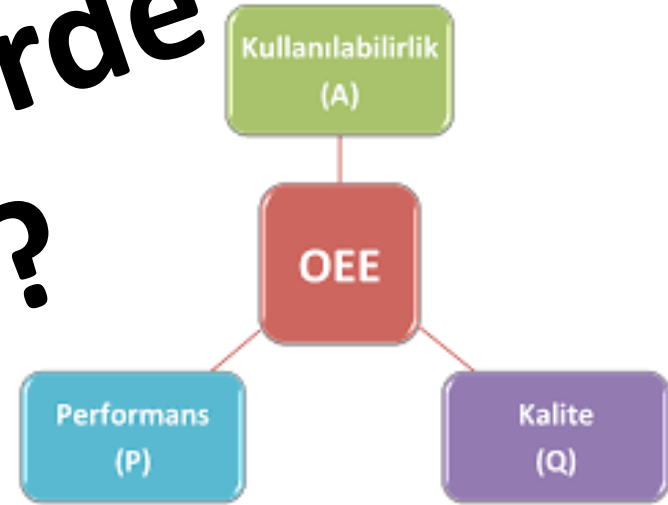 rde
?
Kullanılabilirlik
(A)
OEE
Performans
(P)
Kalite
(Q)